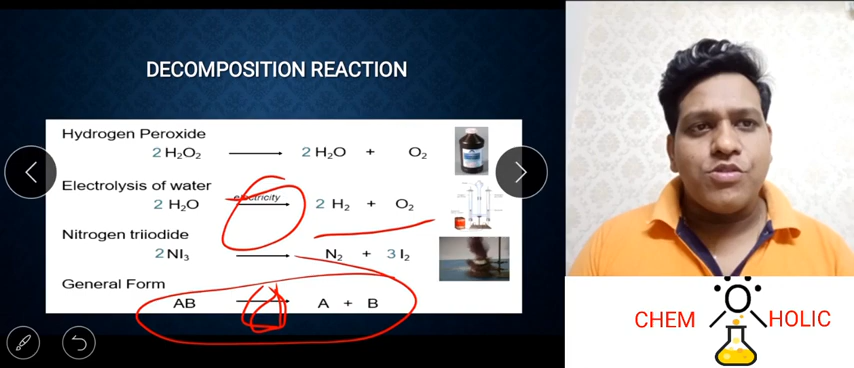 DECOMPOSITION REACTION
Hydrogen Peroxide
2 H₂O₂ ⟶ 2 H₂O + O₂
Electrolysis of water
electricity
2 H₂O ⟶ 2 H₂ + O₂
Nitrogen triiodide
2 NI₃ ⟶ N₂ + 3 I₂
General Form
AB ⟶ A + B
CHEM HOLIC